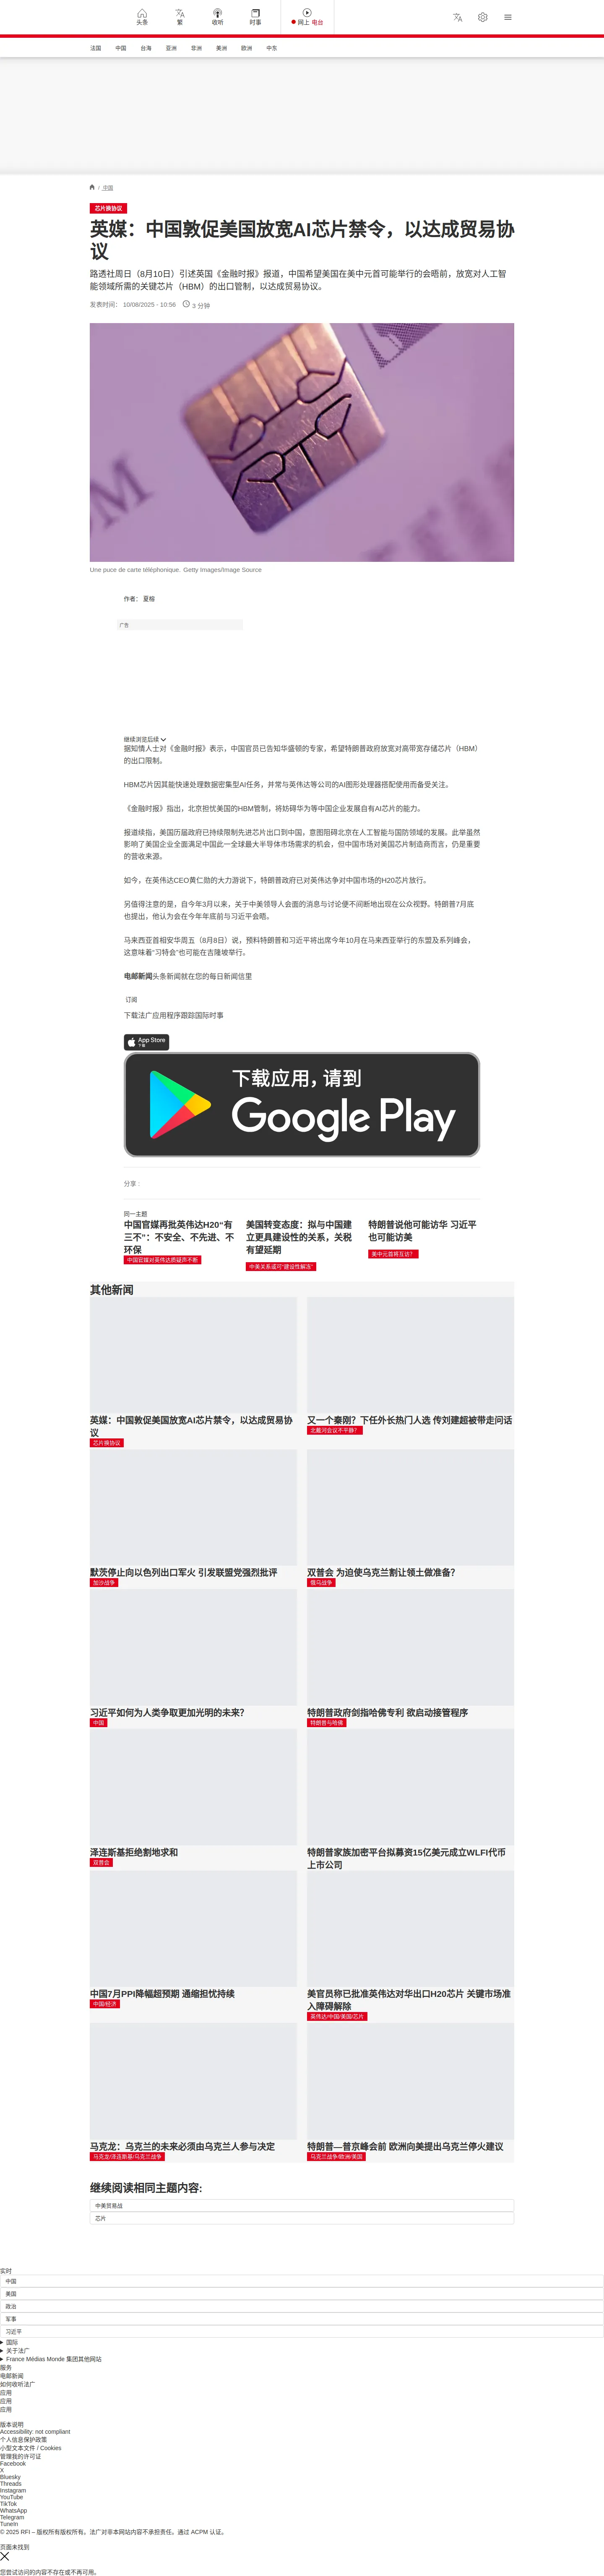 头条
繁
收听
时事
网上 电台
法国
中国
台海
亚洲
非洲
美洲
欧洲
中东
/ 中国
芯片换协议
英媒：中国敦促美国放宽AI芯片禁令，以达成贸易协
议
路透社周日（8月10日）引述英国《金融时报》报道，中国希望美国在美中元首可能举行的会晤前，放宽对人工智
能领域所需的关键芯片（HBM）的出口管制，以达成贸易协议。
发表时间： 10/08/2025 - 10:56
3 分钟
Une puce de carte téléphonique. Getty Images/Image Source
作者： 夏榕
广告
继续浏览后续
据知情人士对《金融时报》表示，中国官员已告知华盛顿的专家，希望特朗普政府放宽对高带宽存储芯片（HBM）
的出口限制。
HBM芯片因其能快速处理数据密集型AI任务，并常与英伟达等公司的AI图形处理器搭配使用而备受关注。
《金融时报》指出，北京担忧美国的HBM管制，将妨碍华为等中国企业发展自有AI芯片的能力。
报道续指，美国历届政府已持续限制先进芯片出口到中国，意图阻碍北京在人工智能与国防领域的发展。此举虽然
影响了美国企业全面满足中国此一全球最大半导体市场需求的机会，但中国市场对美国芯片制造商而言，仍是重要
的营收来源。
如今，在英伟达CEO黄仁勋的大力游说下，特朗普政府已对英伟达争对中国市场的H20芯片放行。
另值得注意的是，自今年3月以来，关于中美领导人会面的消息与讨论便不间断地出现在公众视野。特朗普7月底
也提出，他认为会在今年年底前与习近平会晤。
马来西亚首相安华周五（8月8日）说，预料特朗普和习近平将出席今年10月在马来西亚举行的东盟及系列峰会，
这意味着“习特会”也可能在吉隆坡举行。
电邮新闻头条新闻就在您的每日新闻信里
订阅
下载法广应用程序跟踪国际时事
App Store
下载
下载应用，请到
Google Play
分享 :
同一主题
中国官媒再批英伟达H20“有
三不”：不安全、不先进、不
环保
中国官媒对英伟达质疑声不断
美国转变态度：拟与中国建
立更具建设性的关系，关税
有望延期
中美关系或可“建设性解冻”
特朗普说他可能访华 习近平
也可能访美
美中元首将互访？
其他新闻
英媒：中国敦促美国放宽AI芯片禁令，以达成贸易协
议
芯片换协议
又一个秦刚？下任外长热门人选 传刘建超被带走问话
北戴河会议不平静？
默茨停止向以色列出口军火 引发联盟党强烈批评
加沙战争
双普会 为迫使乌克兰割让领土做准备？
俄乌战争
习近平如何为人类争取更加光明的未来？
中国
特朗普政府剑指哈佛专利 欲启动接管程序
特朗普与哈佛
泽连斯基拒绝割地求和
双普会
特朗普家族加密平台拟募资15亿美元成立WLFI代币
上市公司
中国7月PPI降幅超预期 通缩担忧持续
中国/经济
美官员称已批准英伟达对华出口H20芯片 关键市场准
入障碍解除
英伟达/中国/美国/芯片
马克龙：乌克兰的未来必须由乌克兰人参与决定
马克龙/泽连斯基/乌克兰战争
特朗普—普京峰会前 欧洲向美提出乌克兰停火建议
乌克兰战争/欧洲/美国
继续阅读相同主题内容:
中美贸易战
芯片
实时
中国
美国
政治
军事
习近平
国际
关于法广
France Médias Monde 集团其他网站
服务
电邮新闻
如何收听法广
应用
应用
应用
版本说明
Accessibility: not compliant
个人信息保护政策
小型文本文件 / Cookies
管理我的许可证
Facebook
X
Bluesky
Threads
Instagram
YouTube
TikTok
WhatsApp
Telegram
TuneIn
© 2025 RFI – 版权所有版权所有。法广对非本网站内容不承担责任。通过 ACPM 认证。
页面未找到
您尝试访问的内容不存在或不再可用。